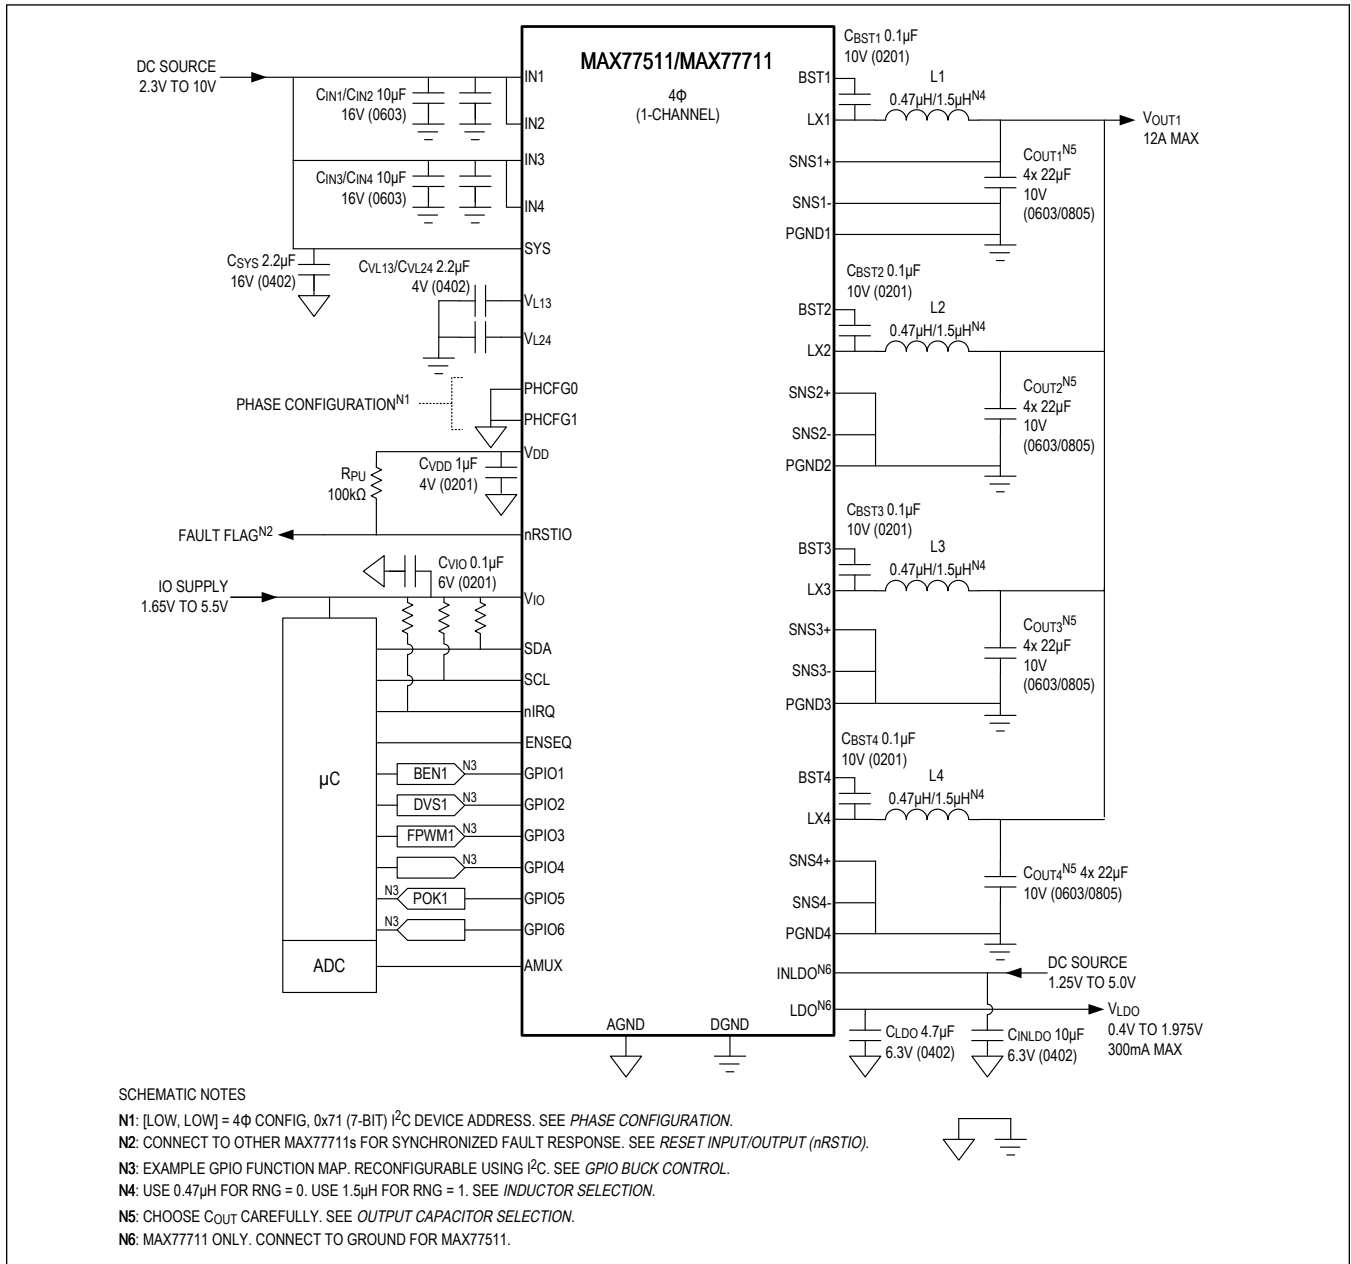 MAX77511/MAX77711
4Φ
(1-CHANNEL)
DC SOURCE
2.3V TO 10V
CIN1/CIN2 10µF
16V (0603)
CIN3/CIN4 10µF
16V (0603)
CSYS 2.2µF
16V (0402)
CVL13/CVL24 2.2µF
4V (0402)
PHASE CONFIGURATIONN1
RPU
100kΩ
CVDD 1µF
4V (0201)
FAULT FLAGN2
CVIO 0.1µF
6V (0201)
IO SUPPLY
1.65V TO 5.5V
µC
ADC
BEN1
N3
DVS1
N3
FPWM1
N3
N3
N3
POK1
N3
IN1
IN2
IN3
IN4
SYS
VL13
VL24
PHCFG0
PHCFG1
VDD
nRSTIO
VIO
SDA
SCL
nIRQ
ENSEQ
GPIO1
GPIO2
GPIO3
GPIO4
GPIO5
GPIO6
AMUX
AGND
DGND
BST1
LX1
SNS1+
SNS1-
PGND1
BST2
LX2
SNS2+
SNS2-
PGND2
BST3
LX3
SNS3+
SNS3-
PGND3
BST4
LX4
SNS4+
SNS4-
PGND4
INLDON6
LDON6
CBST1 0.1µF
10V (0201)
L1
0.47µH/1.5µHN4
VOUT1
12A MAX
COUT1N5
4x 22µF
10V
(0603/0805)
CBST2 0.1µF
10V (0201)
L2
0.47µH/1.5µHN4
COUT2N5
4x 22µF
10V
(0603/0805)
CBST3 0.1µF
10V (0201)
L3
0.47µH/1.5µHN4
COUT3N5
4x 22µF
10V
(0603/0805)
CBST4 0.1µF
10V (0201)
L4
0.47µH/1.5µHN4
COUT4N5 4x 22µF
10V (0603/0805)
DC SOURCE
1.25V TO 5.0V
VLDO
0.4V TO 1.975V
300mA MAX
CLDO 4.7µF
6.3V (0402)
CINLDO 10µF
6.3V (0402)
SCHEMATIC NOTES
N1: [LOW, LOW] = 4Φ CONFIG, 0x71 (7-BIT) I2C DEVICE ADDRESS. SEE PHASE CONFIGURATION.
N2: CONNECT TO OTHER MAX77711s FOR SYNCHRONIZED FAULT RESPONSE. SEE RESET INPUT/OUTPUT (nRSTIO).
N3: EXAMPLE GPIO FUNCTION MAP. RECONFIGURABLE USING I2C. SEE GPIO BUCK CONTROL.
N4: USE 0.47µH FOR RNG = 0. USE 1.5µH FOR RNG = 1. SEE INDUCTOR SELECTION.
N5: CHOOSE COUT CAREFULLY. SEE OUTPUT CAPACITOR SELECTION.
N6: MAX77711 ONLY. CONNECT TO GROUND FOR MAX77511.